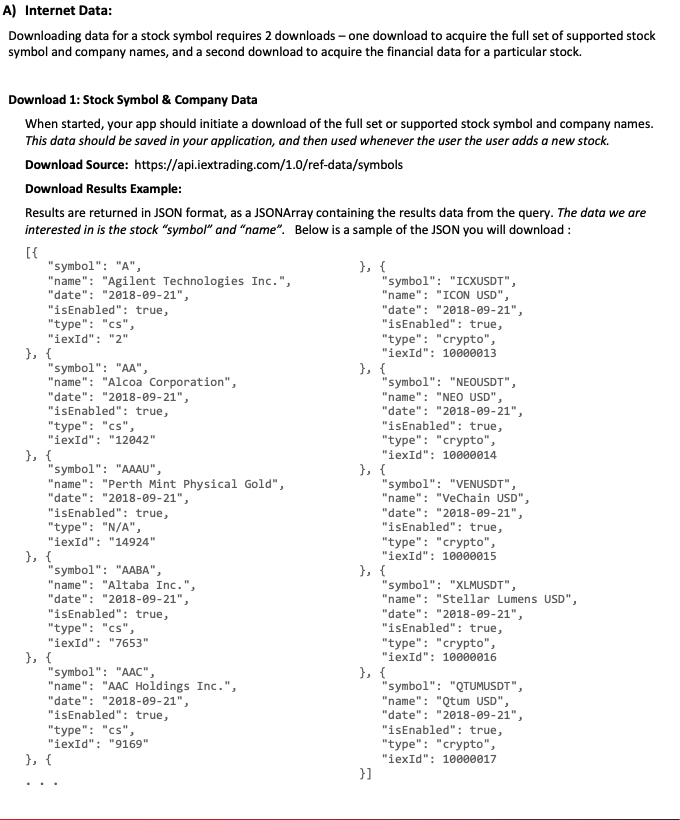 A) Internet Data:
Downloading data for a stock symbol requires 2 downloads – one download to acquire the full set of supported stock
symbol and company names, and a second download to acquire the financial data for a particular stock.
Download 1: Stock Symbol & Company Data
When started, your app should initiate a download of the full set or supported stock symbol and company names.
This data should be saved in your application, and then used whenever the user the user adds a new stock.
Download Source: https://api.iextrading.com/1.0/ref-data/symbols
Download Results Example:
Results are returned in JSON format, as a JSONArray containing the results data from the query. The data we are
interested in is the stock “symbol” and “name”. Below is a sample of the JSON you will download :
[{
"symbol": "A",
"name": "Agilent Technologies Inc.",
"date": "2018-09-21",
"isEnabled": true,
"type": "cs",
"iexId": "2"
}, {
"symbol": "AA",
"name": "Alcoa Corporation",
"date": "2018-09-21",
"isEnabled": true,
"type": "cs",
"iexId": "12042"
}, {
"symbol": "AAAU",
"name": "Perth Mint Physical Gold",
"date": "2018-09-21",
"isEnabled": true,
"type": "N/A",
"iexId": "14924"
}, {
"symbol": "AABA",
"name": "Altaba Inc.",
"date": "2018-09-21",
"isEnabled": true,
"type": "cs",
"iexId": "7653"
}, {
"symbol": "AAC",
"name": "AAC Holdings Inc.",
"date": "2018-09-21",
"isEnabled": true,
"type": "cs",
"iexId": "9169"
}, {
. . .
}, {
"symbol": "ICXUSDT",
"name": "ICON USD",
"date": "2018-09-21",
"isEnabled": true,
"type": "crypto",
"iexId": 10000013
}, {
"symbol": "NEOUSDT",
"name": "NEO USD",
"date": "2018-09-21",
"isEnabled": true,
"type": "crypto",
"iexId": 10000014
}, {
"symbol": "VENUSDT",
"name": "VeChain USD",
"date": "2018-09-21",
"isEnabled": true,
"type": "crypto",
"iexId": 10000015
}, {
"symbol": "XLMUSDT",
"name": "Stellar Lumens USD",
"date": "2018-09-21",
"isEnabled": true,
"type": "crypto",
"iexId": 10000016
}, {
"symbol": "QTUMUSDT",
"name": "Qtum USD",
"date": "2018-09-21",
"isEnabled": true,
"type": "crypto",
"iexId": 10000017
}]